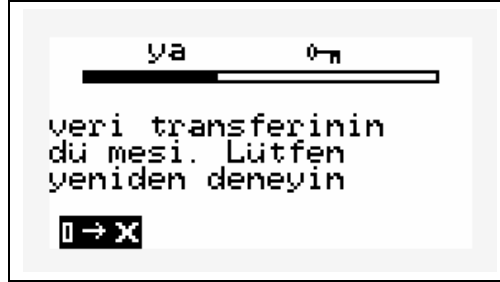 ya
veri transferinin
dü mesi. Lütfen
yeniden deneyin